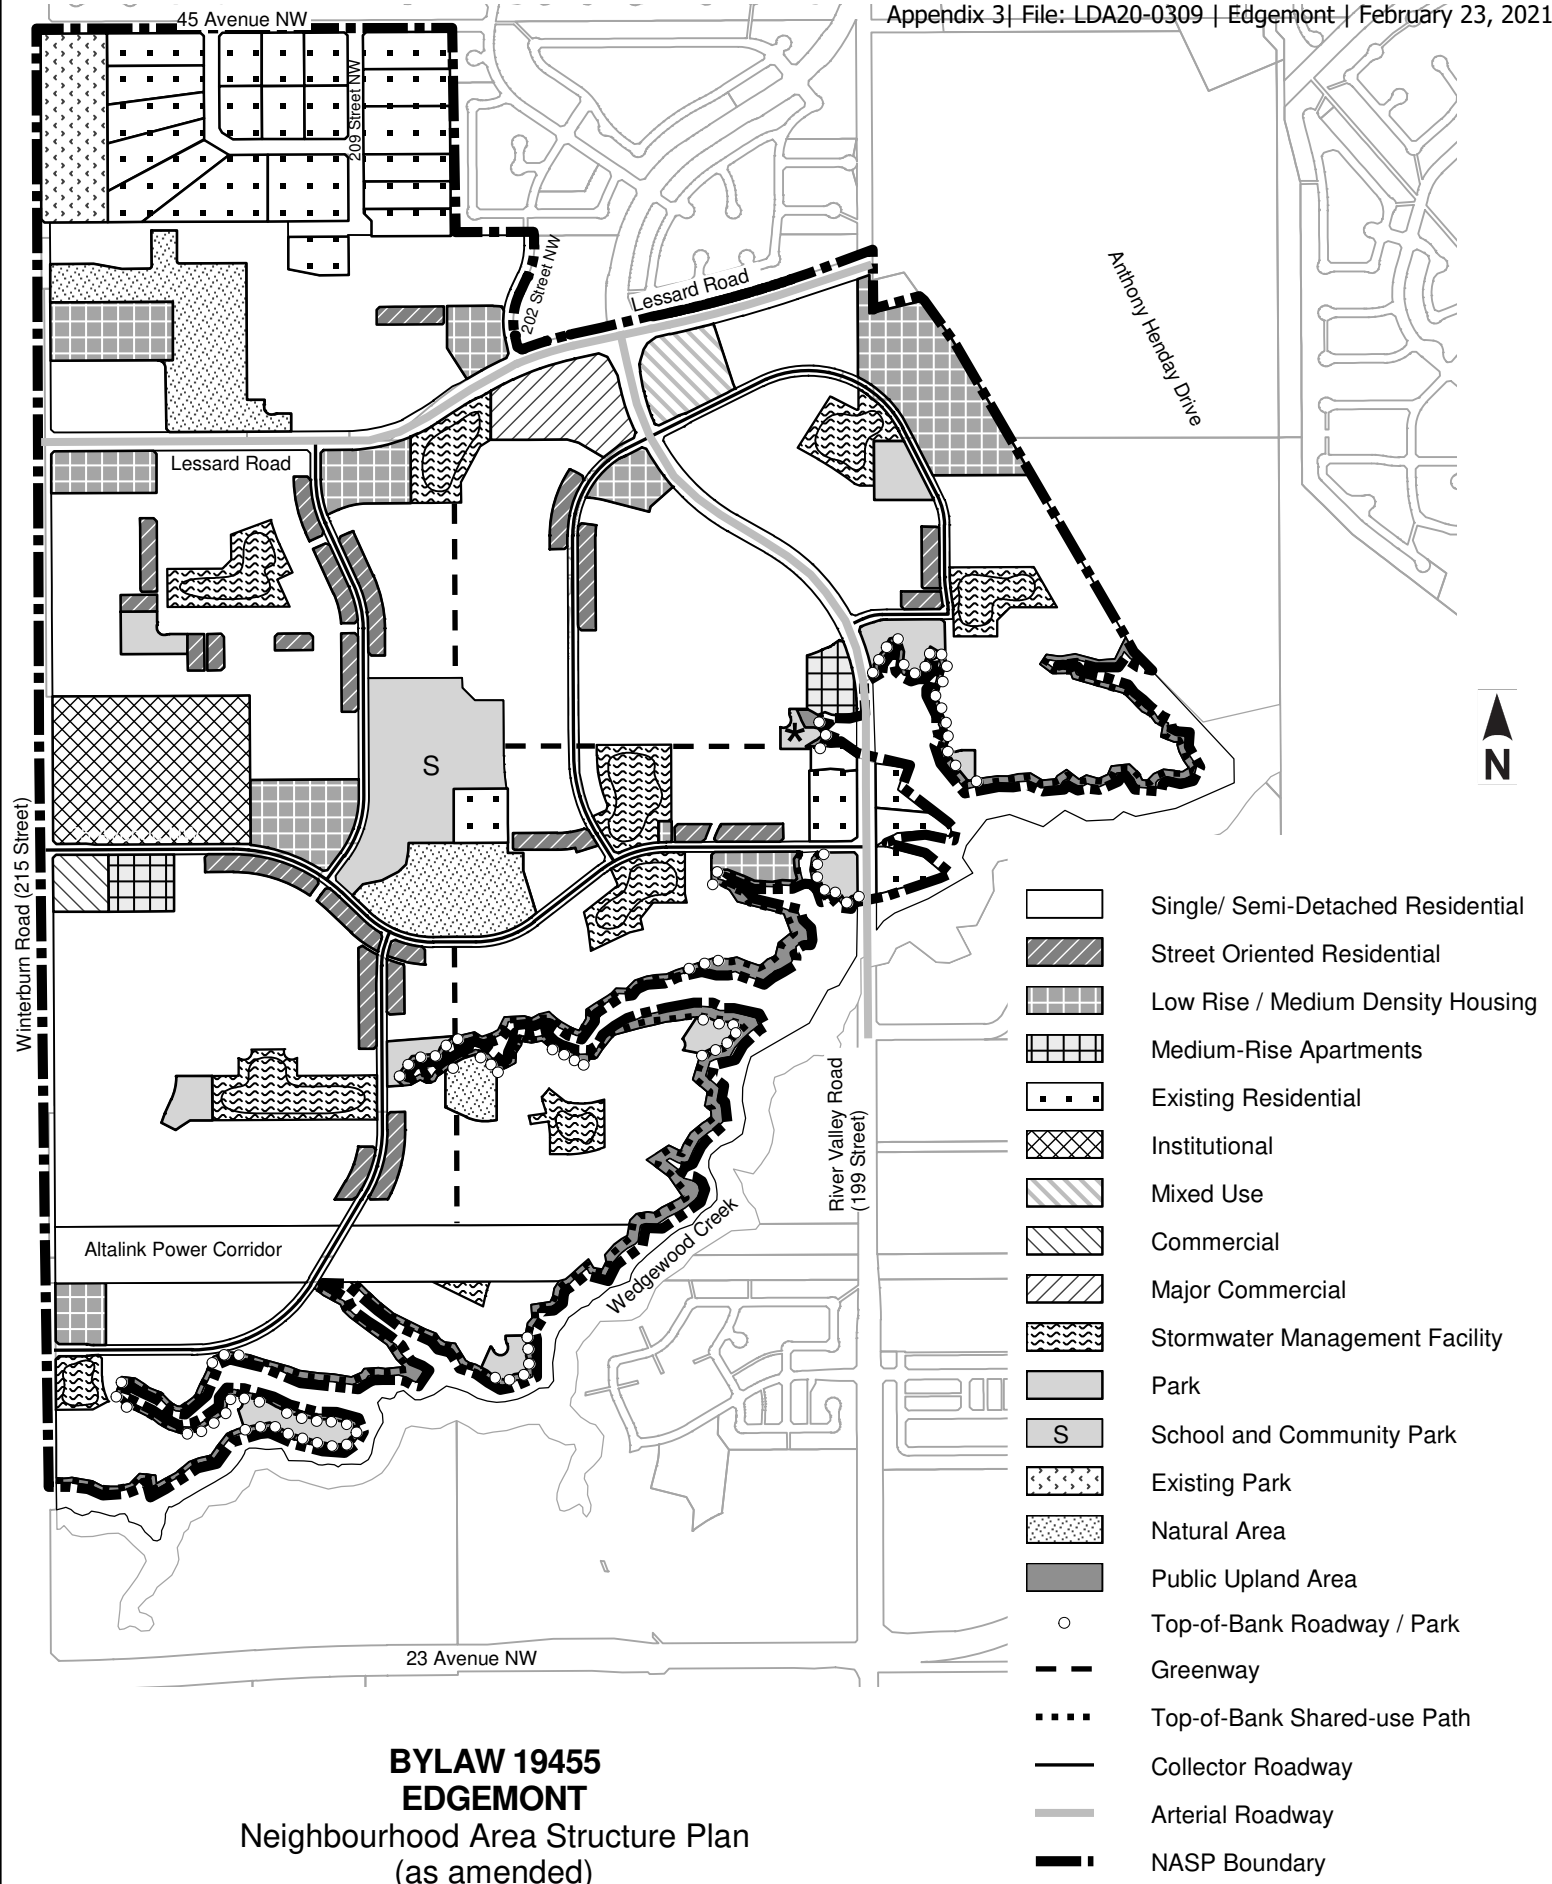 Appendix 3| File: LDA20-0309 | Edgemont | February 23, 2021
45 Avenue NW
209 Street NW
202 Street NW
Lessard Road
Anthony Henday Drive
Lessard Road
S
*
N
Winterburn Road (215 Street)
River Valley Road
(199 Street)
Wedgewood Creek
Altalink Power Corridor
23 Avenue NW
Single/ Semi-Detached Residential
Street Oriented Residential
Low Rise / Medium Density Housing
Medium-Rise Apartments
Existing Residential
Institutional
Mixed Use
Commercial
Major Commercial
Stormwater Management Facility
Park
S School and Community Park
Existing Park
Natural Area
Public Upland Area
Top-of-Bank Roadway / Park
Greenway
Top-of-Bank Shared-use Path
Collector Roadway
Arterial Roadway
NASP Boundary
BYLAW 19455
EDGEMONT
Neighbourhood Area Structure Plan
(as amended)